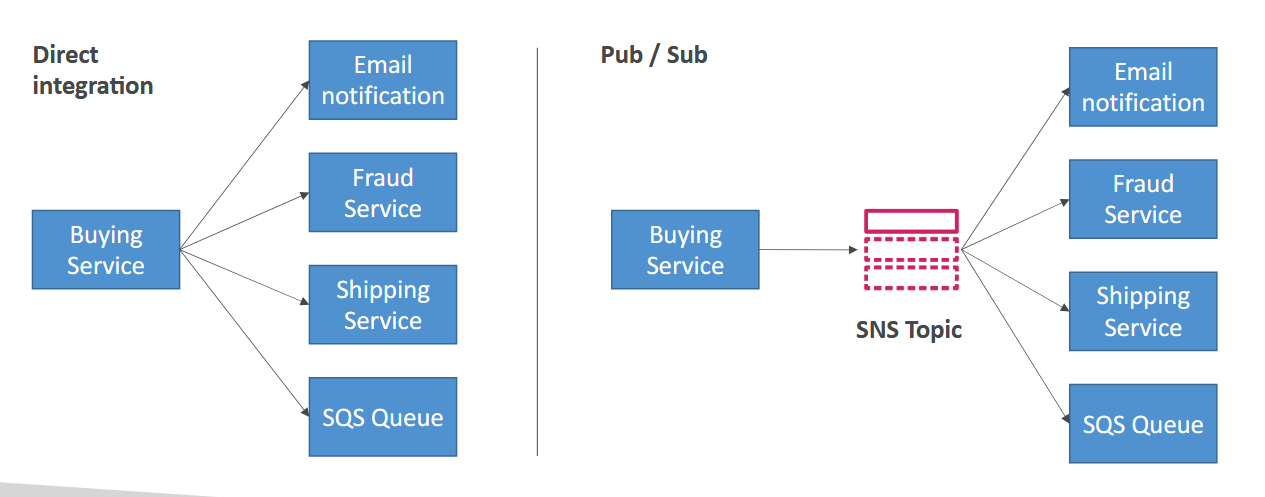 Direct
integration
Email
notification
Fraud
Service
Buying
Service
Shipping
Service
SQS Queue
Pub / Sub
Buying
Service
SNS Topic
Email
notification
Fraud
Service
Shipping
Service
SQS Queue